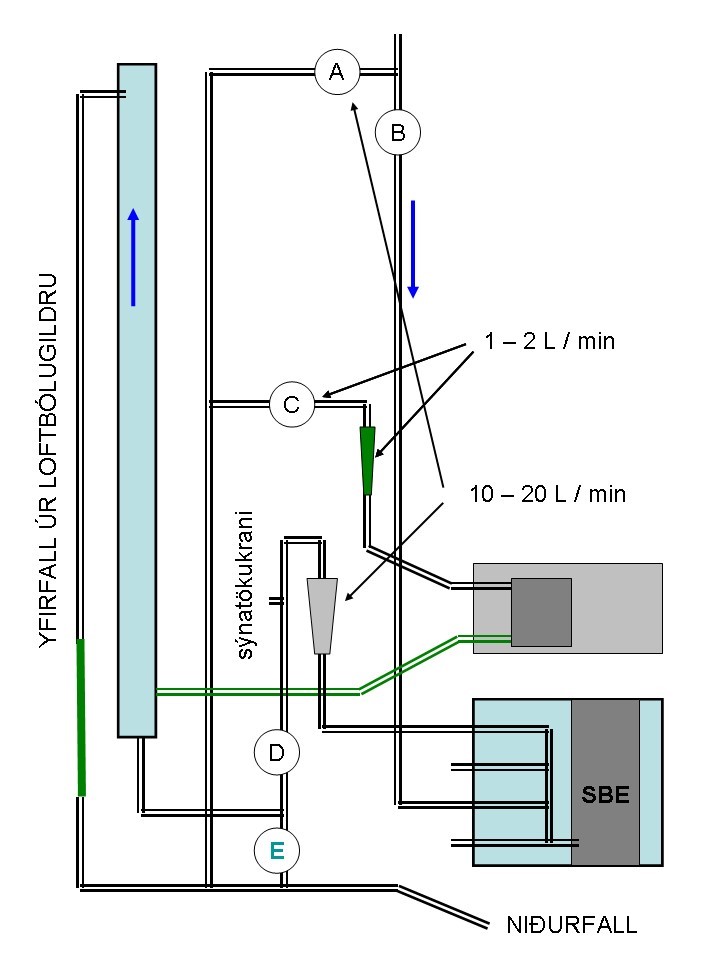 A
B
YFIRFALL ÚR LOFTBÓLUGILDRU
1 – 2 L / min
C
10 – 20 L / min
sýnatökukrani
D
SBE
E
NIÐURFALL